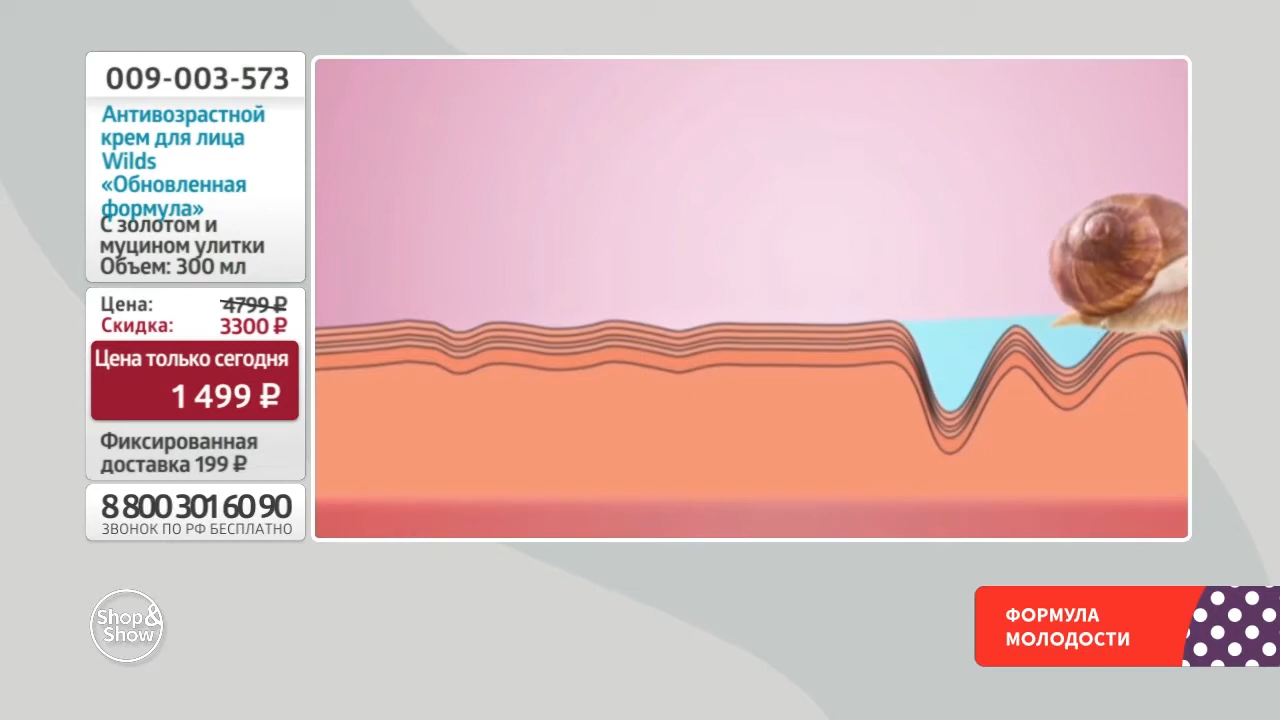 009-003-573
Антивозрастной
крем для лица
Wilds
«Обновленная
формула»
С золотом и
муцином улитки
Объем: 300 мл
Цена: 4799 ₽
Скидка: 3300 ₽
Цена только сегодня
1 499 ₽
Фиксированная
доставка 199 ₽
8 800 301 60 90
ЗВОНОК ПО РФ БЕСПЛАТНО
Shop&
Show
ФОРМУЛА
МОЛОДОСТИ